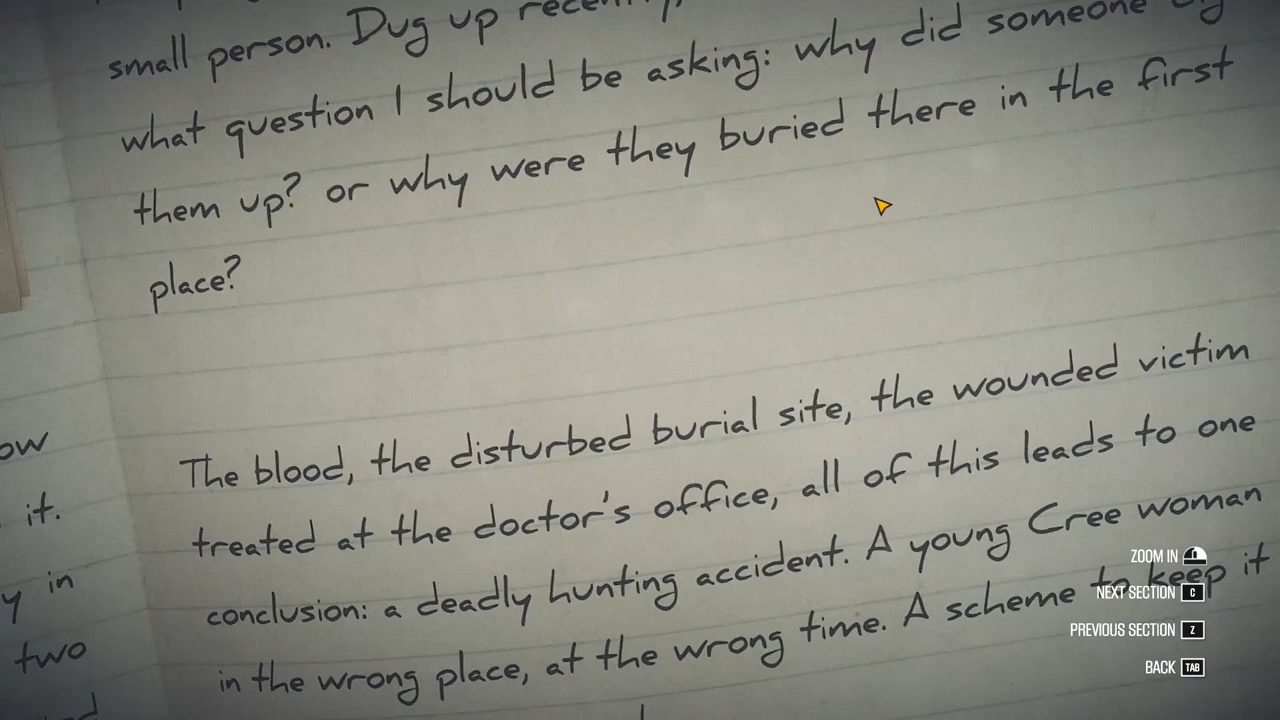 small person. Dug up
what question I should be asking: why did someone
them up? or why were they buried there in the first
place?
The blood, the disturbed burial site, the wounded victim
treated at the doctor's office, all of this leads to one
conclusion: a deadly hunting accident. A young Cree woman
in the wrong place, at the wrong time. A scheme to keep it
ow
it.
y in
two
ZOOM IN
NEXT SECTION C
PREVIOUS SECTION Z
BACK TAB